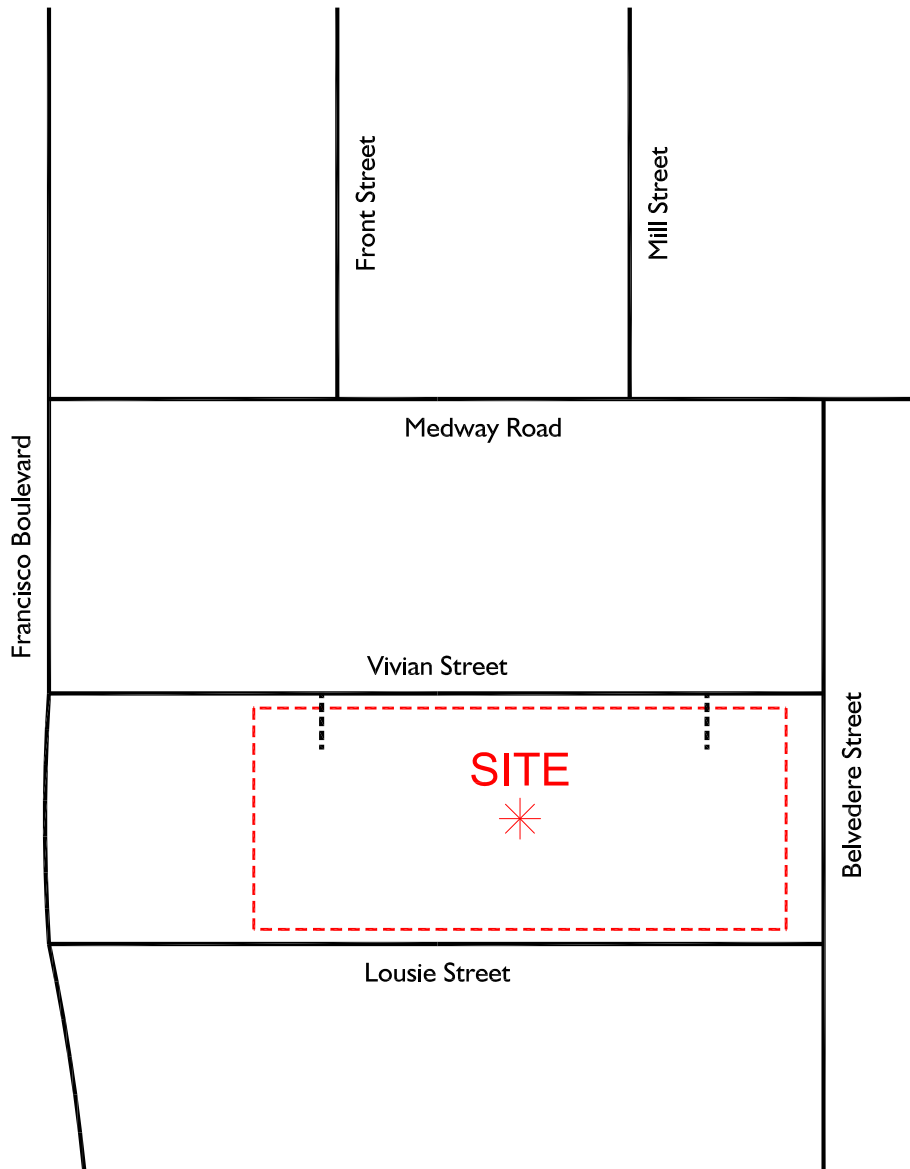 Front Street
Mill Street
Medway Road
Francisco Boulevard
Vivian Street
SITE
Belvedere Street
Lousie Street